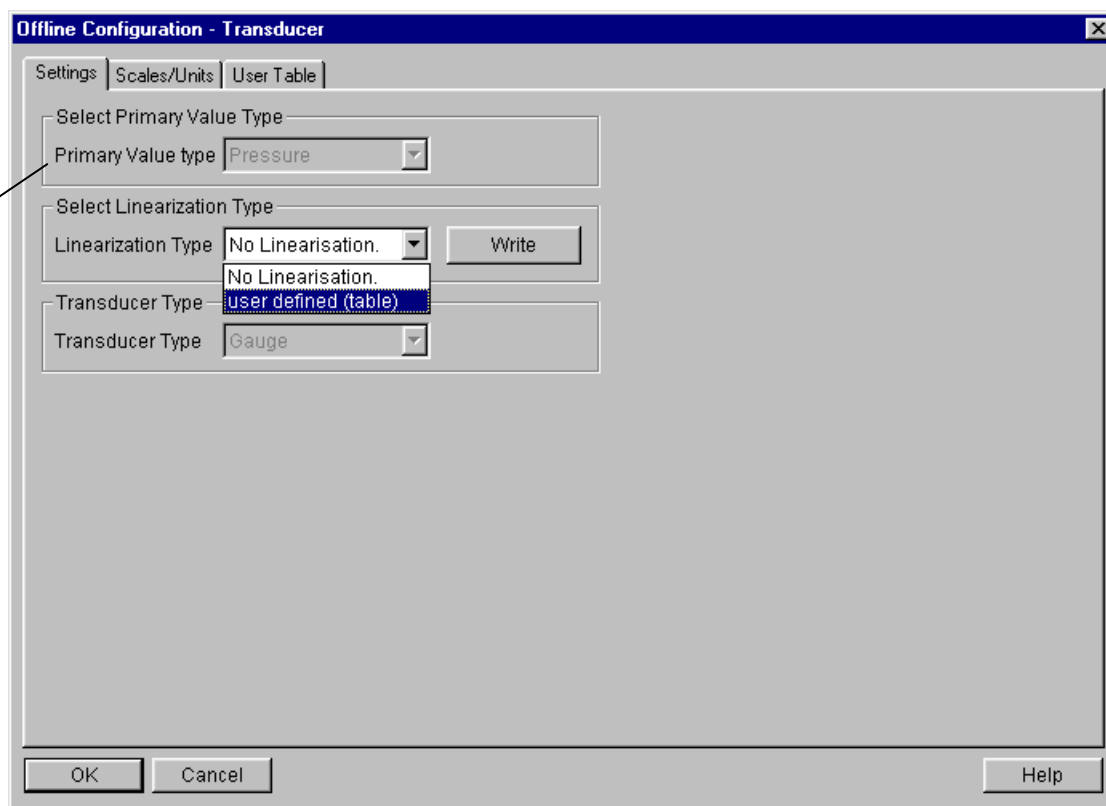 Offline Configuration - Transducer
Settings Scales/Units User Table
Select Primary Value Type
Primary Value type Pressure
Select Linearization Type
Linearization Type No Linearisation. Write
No Linearisation.
user defined (table)
Transducer Type
Transducer Type Gauge
OK Cancel Help